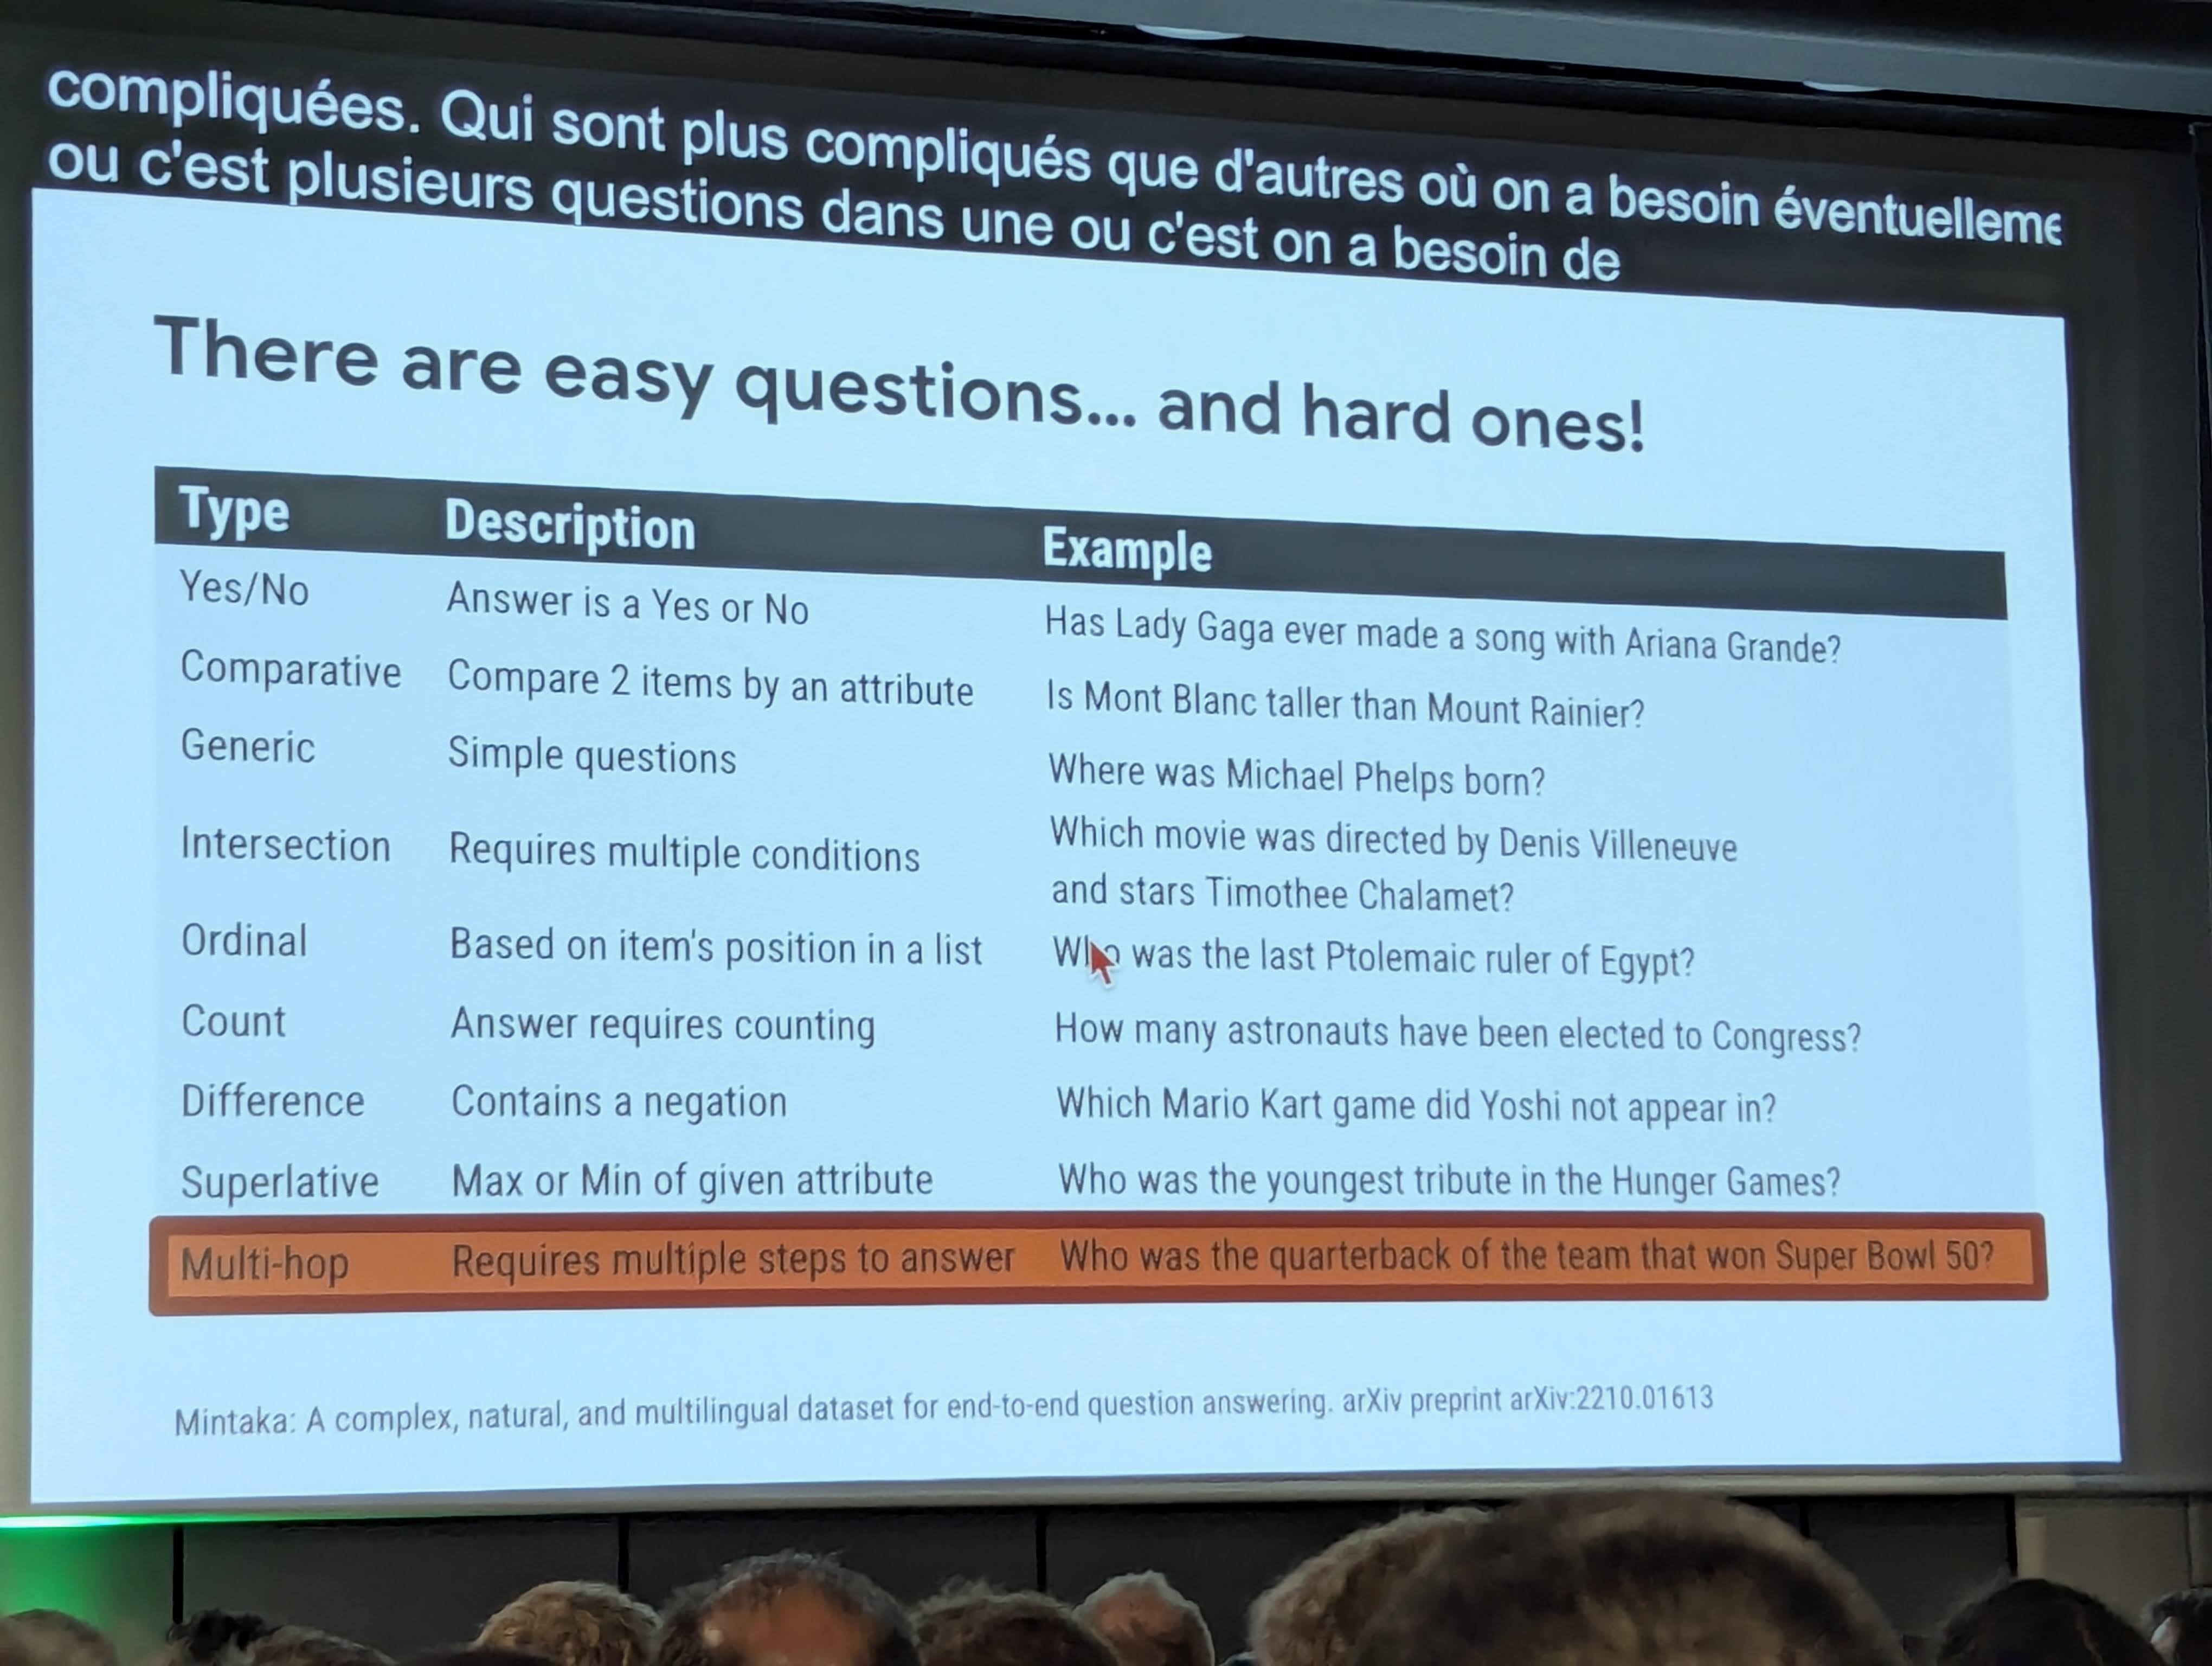 compliquées. Qui sont plus compliqués que d'autres où on a besoin éventuelleme
ou c'est plusieurs questions dans une ou c'est on a besoin de
There are easy questions... and hard ones!
Type Description Example
Yes/No Answer is a Yes or No Has Lady Gaga ever made a song with Ariana Grande?
Comparative Compare 2 items by an attribute Is Mont Blanc taller than Mount Rainier?
Generic Simple questions Where was Michael Phelps born?
Intersection Requires multiple conditions Which movie was directed by Denis Villeneuve
and stars Timothee Chalamet?
Ordinal Based on item's position in a list Who was the last Ptolemaic ruler of Egypt?
Count Answer requires counting How many astronauts have been elected to Congress?
Difference Contains a negation Which Mario Kart game did Yoshi not appear in?
Superlative Max or Min of given attribute Who was the youngest tribute in the Hunger Games?
Multi-hop Requires multiple steps to answer Who was the quarterback of the team that won Super Bowl 50?
Mintaka: A complex, natural, and multilingual dataset for end-to-end question answering. arXiv preprint arXiv:2210.01613